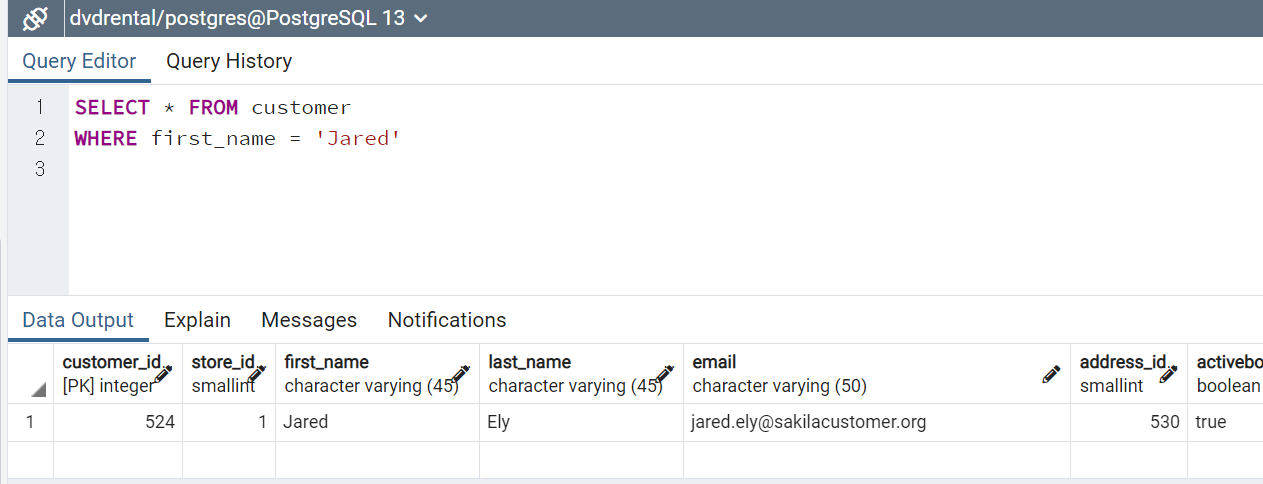 dvdrental/postgres@PostgreSQL 13
Query Editor Query History
1 SELECT * FROM customer
2 WHERE first_name = 'Jared'
3
Data Output Explain Messages Notifications
customer_id store_id first_name last_name email address_id activebo
[PK] integer smallint character varying (45) character varying (45) character varying (50) smallint boolean
1 524 1 Jared Ely jared.ely@sakilacustomer.org 530 true